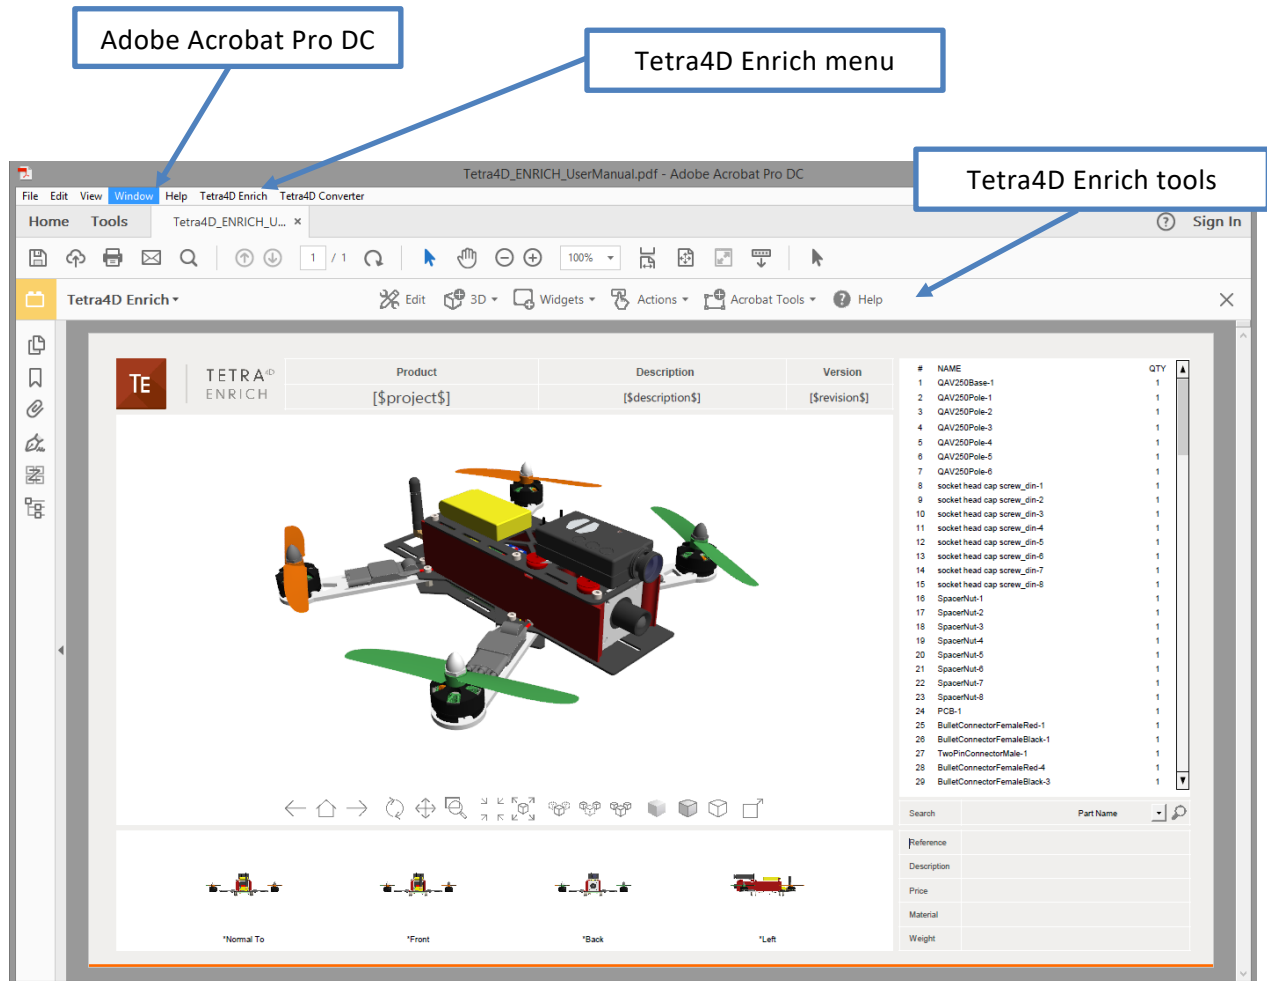 Adobe Acrobat Pro DC
Tetra4D Enrich menu
Tetra4D Enrich tools
Tetra4D_ENRICH_UserManual.pdf - Adobe Acrobat Pro DC
File Edit View Window Help Tetra4D Enrich Tetra4D Converter
Home Tools Tetra4D_ENRICH_U... × ? Sign In
1 / 1 100%
Tetra4D Enrich Edit 3D Widgets Actions Acrobat Tools ? Help
TE TETRA4D
ENRICH
Product Description Version
[$project$] [$description$] [$revision$]
# NAME QTY
1 QAV250Base-1 1
2 QAV250Pole-1 1
3 QAV250Pole-2 1
4 QAV250Pole-3 1
5 QAV250Pole-4 1
6 QAV250Pole-5 1
7 QAV250Pole-6 1
8 socket head cap screw_din-1 1
9 socket head cap screw_din-2 1
10 socket head cap screw_din-3 1
11 socket head cap screw_din-4 1
12 socket head cap screw_din-5 1
13 socket head cap screw_din-6 1
14 socket head cap screw_din-7 1
15 socket head cap screw_din-8 1
16 SpacerNut-1 1
17 SpacerNut-2 1
18 SpacerNut-3 1
19 SpacerNut-4 1
20 SpacerNut-5 1
21 SpacerNut-6 1
22 SpacerNut-7 1
23 SpacerNut-8 1
24 PCB-1 1
25 BulletConnectorFemaleRed-1 1
26 BulletConnectorFemaleBlack-1 1
27 TwoPinConnectorMale-1 1
28 BulletConnectorFemaleRed-4 1
29 BulletConnectorFemaleBlack-3 1
Search Part Name
Reference
Description
Price
Material
Weight
*Normal To *Front *Back *Left